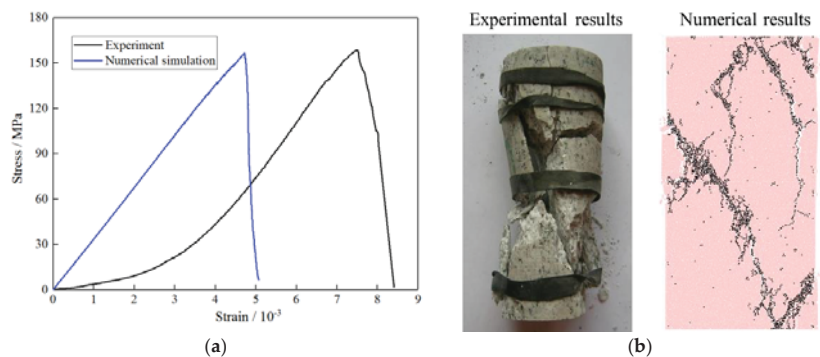 Experimental results
Numerical results
180
150
120
90
60
30
0
Stress / MPa
Experiment
Numerical simulation
0 1 2 3 4 5 6 7 8 9
Strain / 10⁻³
(a)
(b)